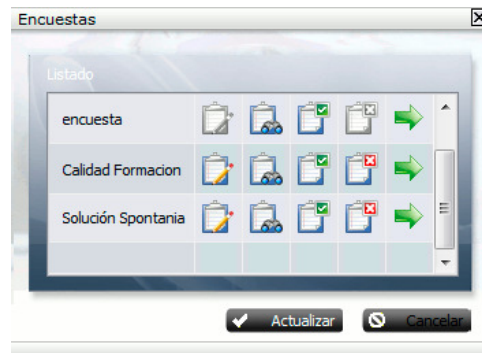 Encuestas
Listado
encuesta
Calidad Formacion
Solución Spontania
Actualizar
Cancelar